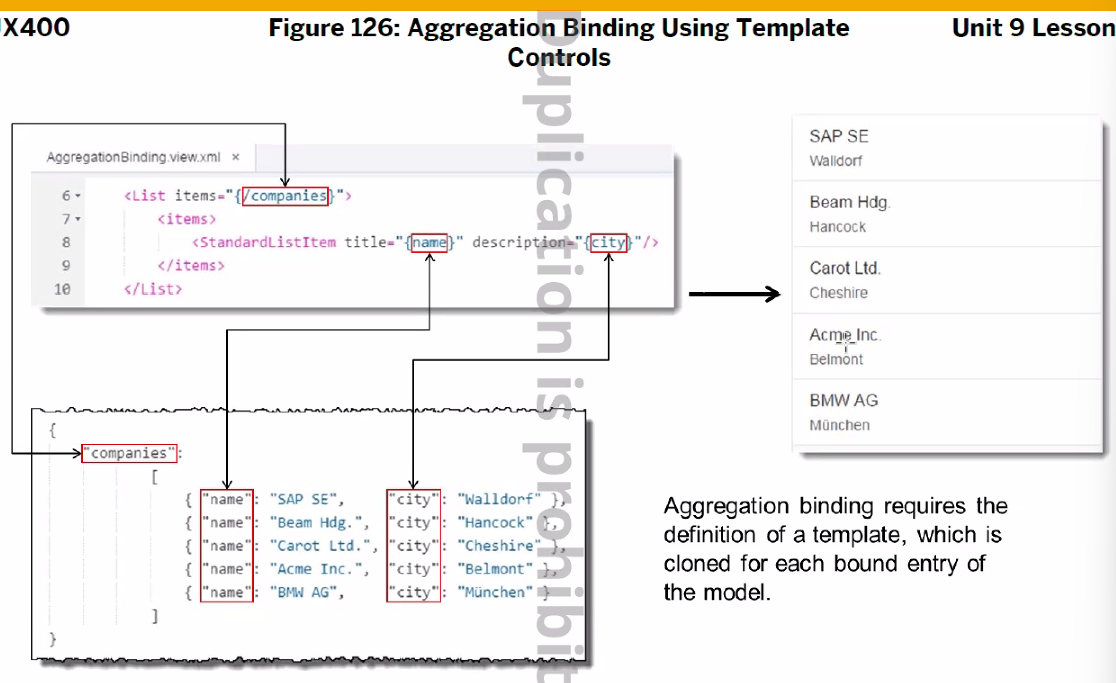 UX400
Figure 126: Aggregation Binding Using Template
Controls
Unit 9 Lesson
AggregationBinding.view.xml ×
6 <List items="{/companies}">
7 <items>
8 <StandardListItem title="{name}" description="{city}"/>
9 </items>
10 </List>
{
"companies":
[
{ "name": "SAP SE", "city": "Walldorf" },
{ "name": "Beam Hdg.", "city": "Hancock" },
{ "name": "Carot Ltd.", "city": "Cheshire" },
{ "name": "Acme Inc.", "city": "Belmont" },
{ "name": "BMW AG", "city": "München" }
]
}
SAP SE
Walldorf
Beam Hdg.
Hancock
Carot Ltd.
Cheshire
Acme Inc.
Belmont
BMW AG
München
Aggregation binding requires the
definition of a template, which is
cloned for each bound entry of
the model.
Duplication is prohibit